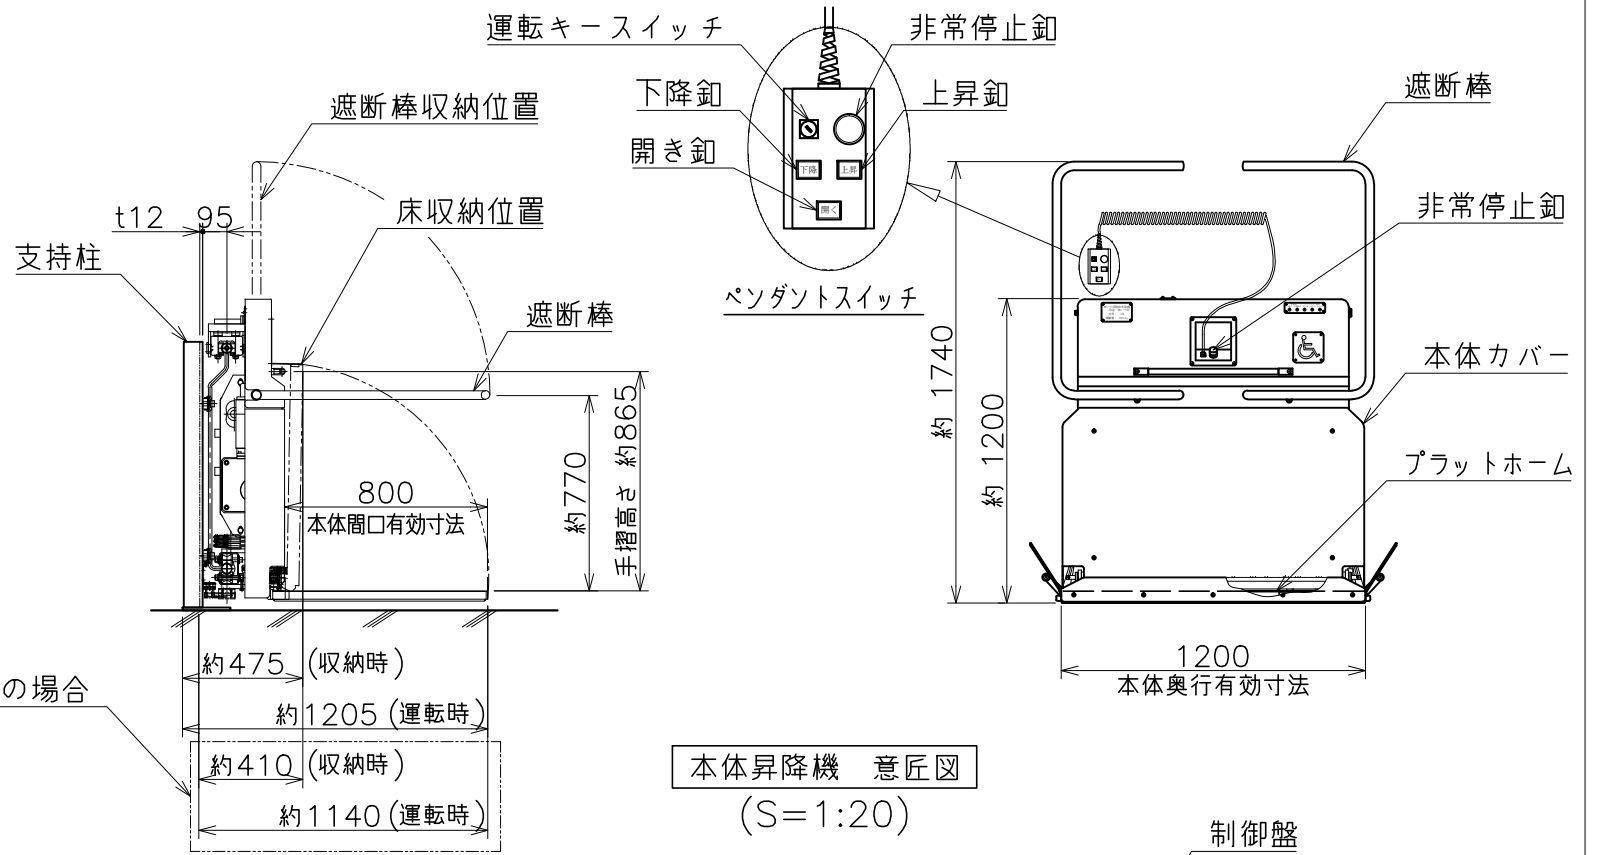 運転キースイッチ
非常停止釦
下降釦
上昇釦
開き釦
下降
上昇
開く
ペンダントスイッチ
遮断棒収納位置
床収納位置
t12
95
支持柱
遮断棒
800
本体間口有効寸法
約770
手摺高さ 約865
約475 (収納時)
約1205 (運転時)
の場合
約410 (収納時)
約1140 (運転時)
遮断棒
非常停止釦
本体カバー
プラットホーム
約 1740
約 1200
1200
本体奥行有効寸法
本体昇降機 意匠図
(S=1:20)
制御盤